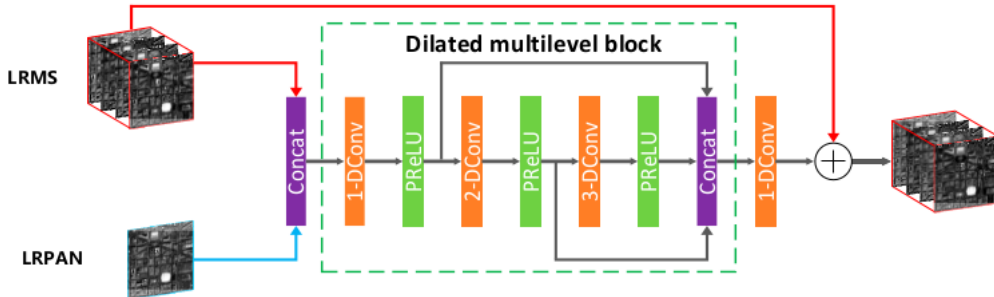 Dilated multilevel block
LRMS
Concat
1-DConv
PReLU
2-DConv
PReLU
3-DConv
PReLU
Concat
1-DConv
LRPAN